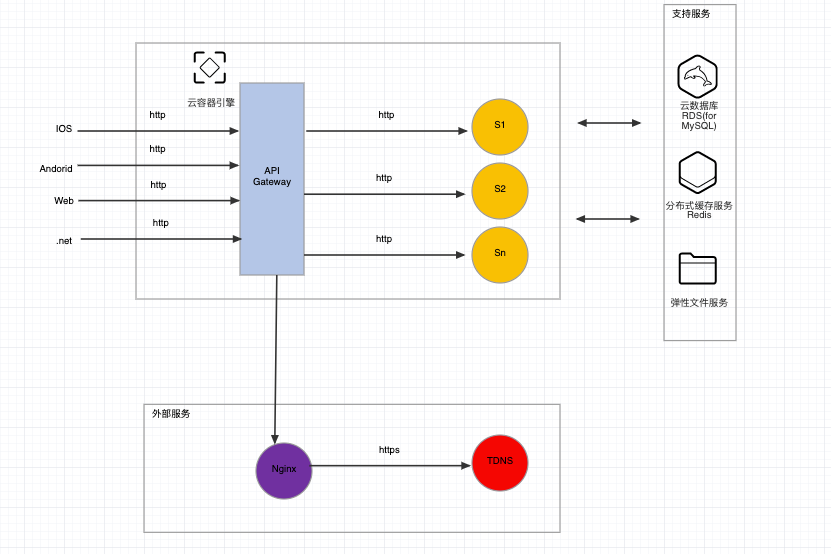 支持服务
云容器引擎
云数据库
RDS(for
MySQL)
IOS
http
http
S1
Andorid
http
API
Gateway
http
S2
Web
http
分布式缓存服务
Redis
.net
http
http
Sn
弹性文件服务
外部服务
Nginx
https
TDNS